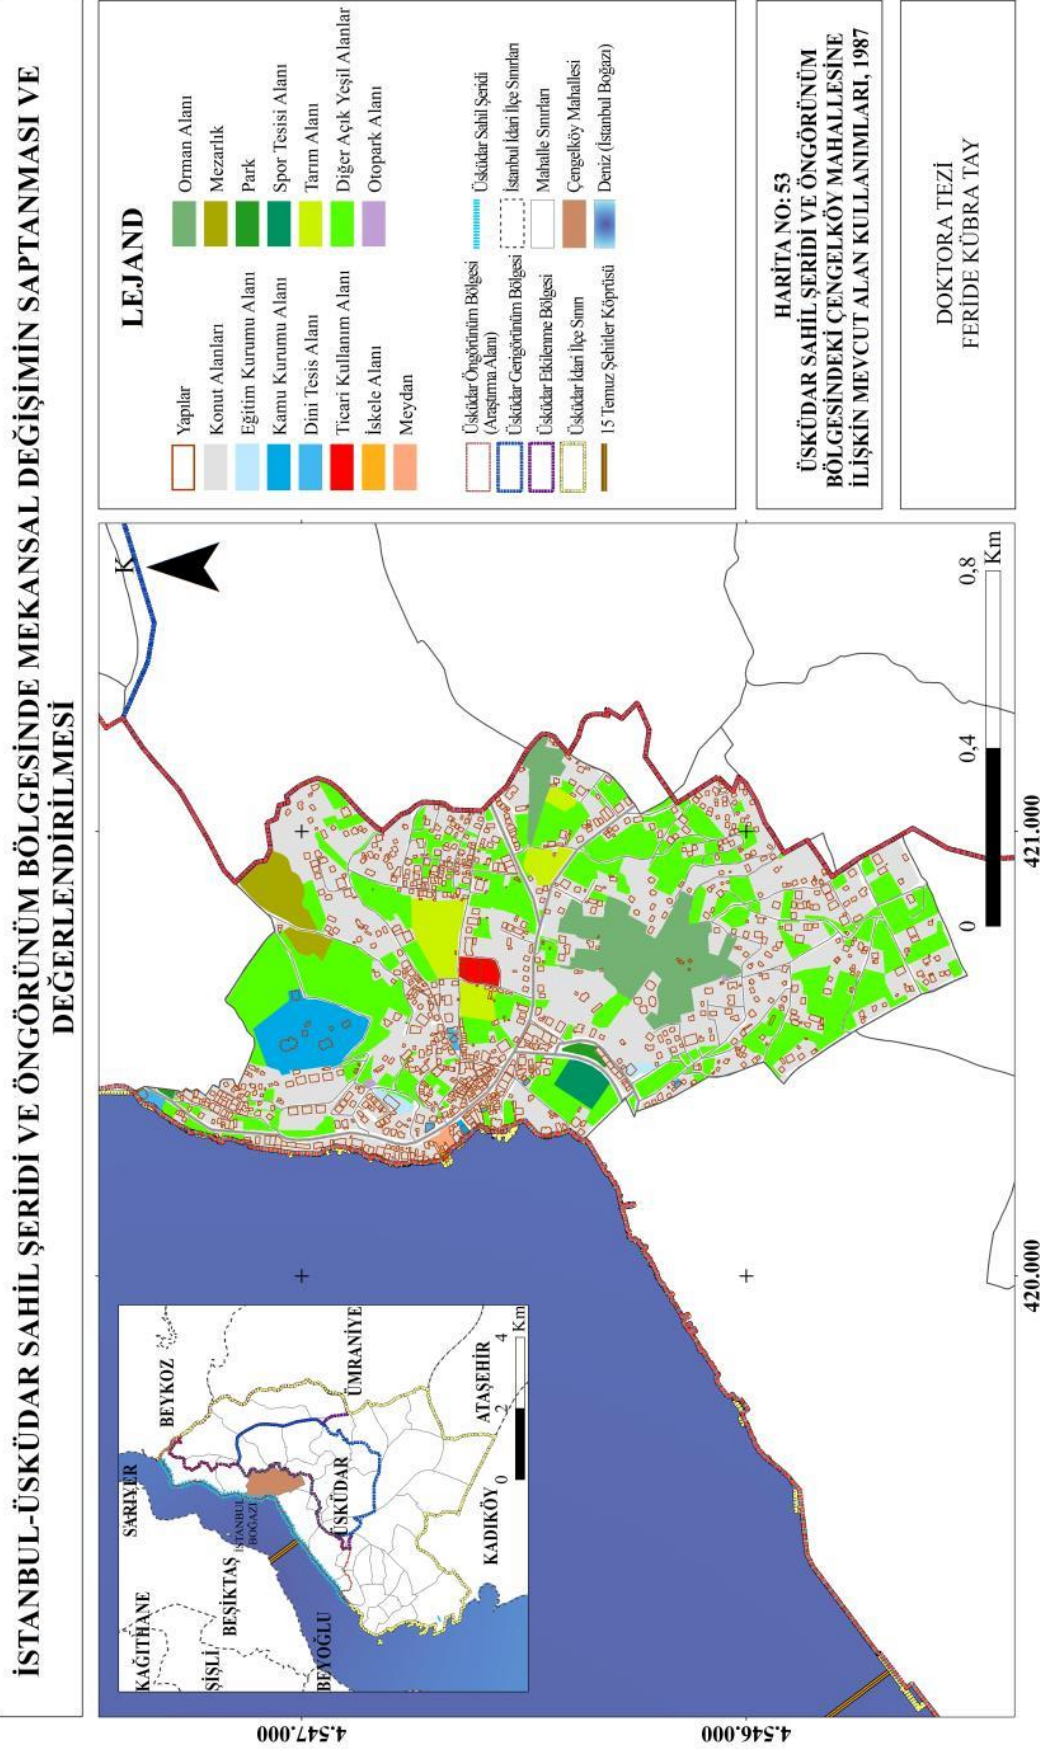 İSTANBUL-ÜSKÜDAR SAHİL ŞERİDİ VE ÖNGÖRÜNÜM BÖLGESİNDE MEKANSAL DEĞİŞİMİN SAPTANMASI VE
DEĞERLENDİRİLMESİ
KAĞITHANE
SARIYER
BEYKOZ
ŞİŞLİ
BEŞİKTAŞ
İSTANBUL
BOĞAZI
BEYOĞLU
ÜSKÜDAR
ÜMRANİYE
KADIKÖY
ATAŞEHİR
0
2
4
Km
K
4.547.000
4.546.000
420.000
421.000
0
0,4
0,8
Km
LEJAND
Yapılar
Konut Alanları
Eğitim Kurumu Alanı
Kamu Kurumu Alanı
Dini Tesis Alanı
Ticari Kullanım Alanı
İskele Alanı
Meydan
Orman Alanı
Mezarlık
Park
Spor Tesisi Alanı
Tarım Alanı
Diğer Açık Yeşil Alanlar
Otopark Alanı
Üsküdar Öngörünüm Bölgesi
(Araştırma Alanı)
Üsküdar Gerigörünüm Bölgesi
Üsküdar Etkilenme Bölgesi
Üsküdar İdari İlçe Sınırı
15 Temuz Şehitler Köprüsü
Üsküdar Sahil Şeridi
İstanbul İdari İlçe Sınırları
Mahalle Sınırları
Çengelköy Mahallesi
Deniz (İstanbul Boğazı)
HARİTA NO: 53
ÜSKÜDAR SAHİL ŞERİDİ VE ÖNGÖRÜNÜM
BÖLGESİNDEKİ ÇENGELKÖY MAHALLESİNE
İLİŞKİN MEVCUT ALAN KULLANIMLARI, 1987
DOKTORA TEZİ
FERİDE KÜBRA TAY